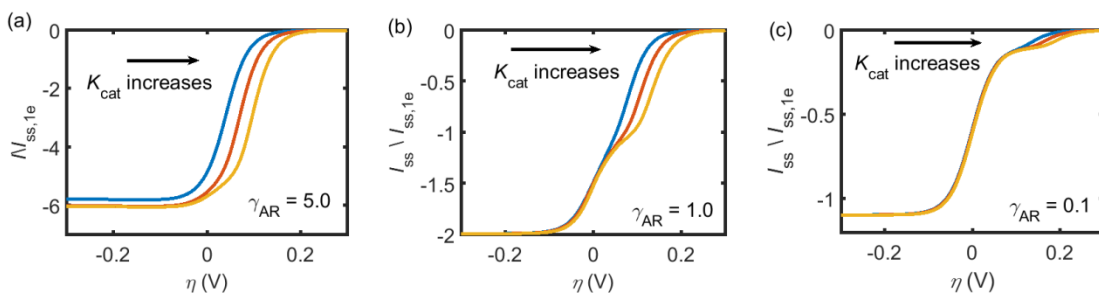 (a)
0
-2
-4
-6
I\I_ss,1e
K_cat increases
γ_AR = 5.0
-0.2 0 0.2
η (V)
(b)
0
-0.5
-1
-1.5
-2
I_ss \ I_ss,1e
K_cat increases
γ_AR = 1.0
-0.2 0 0.2
η (V)
(c)
0
-0.5
-1
I_ss \ I_ss,1e
K_cat increases
γ_AR = 0.1
-0.2 0 0.2
η (V)